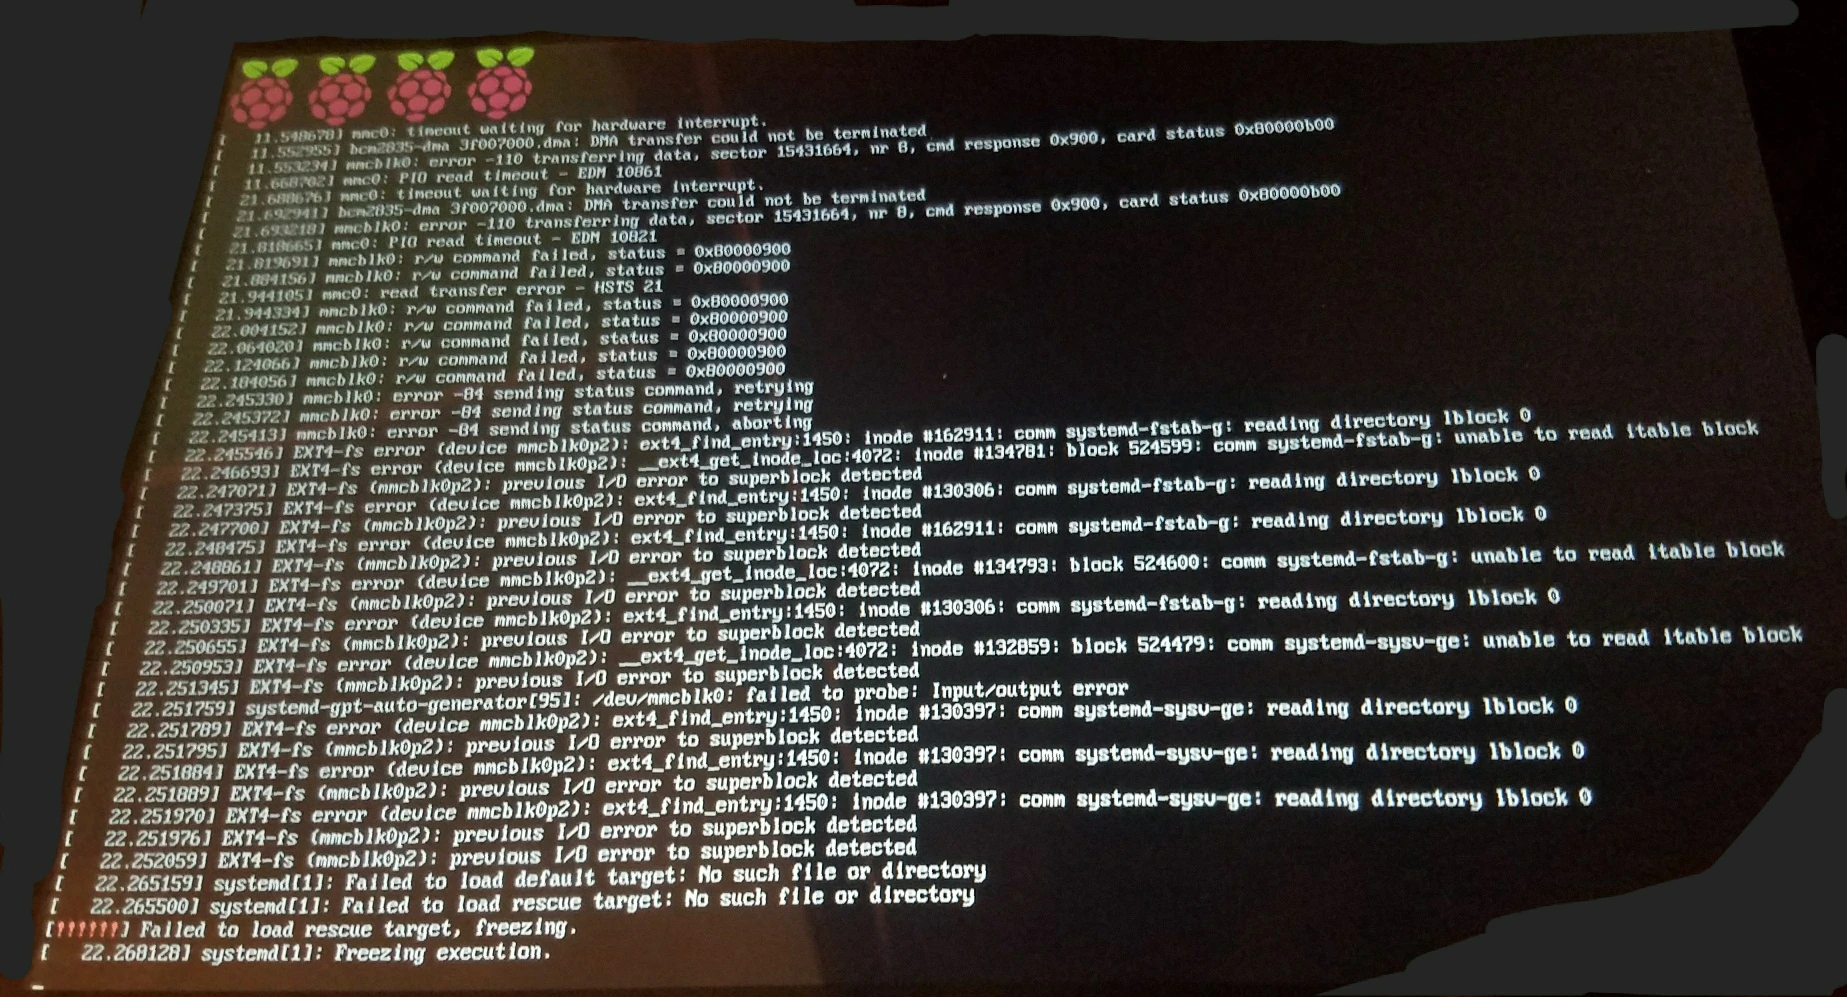 [   11.548678] mmc0: timeout waiting for hardware interrupt.
[   11.552955] bcm2835-dma 3f007000.dma: DMA transfer could not be terminated
[   11.553234] mmcblk0: error -110 transferring data, sector 15431664, nr 8, cmd response 0x900, card status 0x80000b00
[   11.668702] mmc0: PIO read timeout - EDM 10861
[   21.688676] mmc0: timeout waiting for hardware interrupt.
[   21.692941] bcm2835-dma 3f007000.dma: DMA transfer could not be terminated
[   21.693218] mmcblk0: error -110 transferring data, sector 15431664, nr 8, cmd response 0x900, card status 0x80000b00
[   21.818665] mmc0: PIO read timeout - EDM 10821
[   21.819691] mmcblk0: r/w command failed, status = 0x80000900
[   21.884156] mmcblk0: r/w command failed, status = 0x80000900
[   21.944105] mmc0: read transfer error - HSTS 21
[   21.944334] mmcblk0: r/w command failed, status = 0x80000900
[   22.004152] mmcblk0: r/w command failed, status = 0x80000900
[   22.064020] mmcblk0: r/w command failed, status = 0x80000900
[   22.124066] mmcblk0: r/w command failed, status = 0x80000900
[   22.184056] mmcblk0: r/w command failed, status = 0x80000900
[   22.245330] mmcblk0: error -84 sending status command, retrying
[   22.245372] mmcblk0: error -84 sending status command, retrying
[   22.245413] mmcblk0: error -84 sending status command, aborting
[   22.245546] EXT4-fs error (device mmcblk0p2): ext4_find_entry:1450: inode #162911: comm systemd-fstab-g: reading directory lblock 0
[   22.246693] EXT4-fs error (device mmcblk0p2): __ext4_get_inode_loc:4072: inode #134781: block 524599: comm systemd-fstab-g: unable to read itable block
[   22.247071] EXT4-fs (mmcblk0p2): previous I/O error to superblock detected
[   22.247375] EXT4-fs error (device mmcblk0p2): ext4_find_entry:1450: inode #130306: comm systemd-fstab-g: reading directory lblock 0
[   22.247700] EXT4-fs (mmcblk0p2): previous I/O error to superblock detected
[   22.248475] EXT4-fs error (device mmcblk0p2): ext4_find_entry:1450: inode #162911: comm systemd-fstab-g: reading directory lblock 0
[   22.248861] EXT4-fs (mmcblk0p2): previous I/O error to superblock detected
[   22.249701] EXT4-fs error (device mmcblk0p2): __ext4_get_inode_loc:4072: inode #134793: block 524600: comm systemd-fstab-g: unable to read itable block
[   22.250071] EXT4-fs (mmcblk0p2): previous I/O error to superblock detected
[   22.250335] EXT4-fs error (device mmcblk0p2): ext4_find_entry:1450: inode #130306: comm systemd-fstab-g: reading directory lblock 0
[   22.250655] EXT4-fs (mmcblk0p2): previous I/O error to superblock detected
[   22.250953] EXT4-fs error (device mmcblk0p2): __ext4_get_inode_loc:4072: inode #132859: block 524479: comm systemd-sysv-ge: unable to read itable block
[   22.251345] EXT4-fs (mmcblk0p2): previous I/O error to superblock detected
[   22.251759] systemd-gpt-auto-generator[95]: /dev/mmcblk0: failed to probe: Input/output error
[   22.251789] EXT4-fs error (device mmcblk0p2): ext4_find_entry:1450: inode #130397: comm systemd-sysv-ge: reading directory lblock 0
[   22.251795] EXT4-fs (mmcblk0p2): previous I/O error to superblock detected
[   22.251884] EXT4-fs error (device mmcblk0p2): ext4_find_entry:1450: inode #130397: comm systemd-sysv-ge: reading directory lblock 0
[   22.251889] EXT4-fs (mmcblk0p2): previous I/O error to superblock detected
[   22.251970] EXT4-fs error (device mmcblk0p2): ext4_find_entry:1450: inode #130397: comm systemd-sysv-ge: reading directory lblock 0
[   22.251976] EXT4-fs (mmcblk0p2): previous I/O error to superblock detected
[   22.252059] EXT4-fs (mmcblk0p2): previous I/O error to superblock detected
[   22.265159] systemd[1]: Failed to load default target: No such file or directory
[   22.265500] systemd[1]: Failed to load rescue target: No such file or directory
[!!!!!!!] Failed to load rescue target, freezing.
[   22.268128] systemd[1]: Freezing execution.